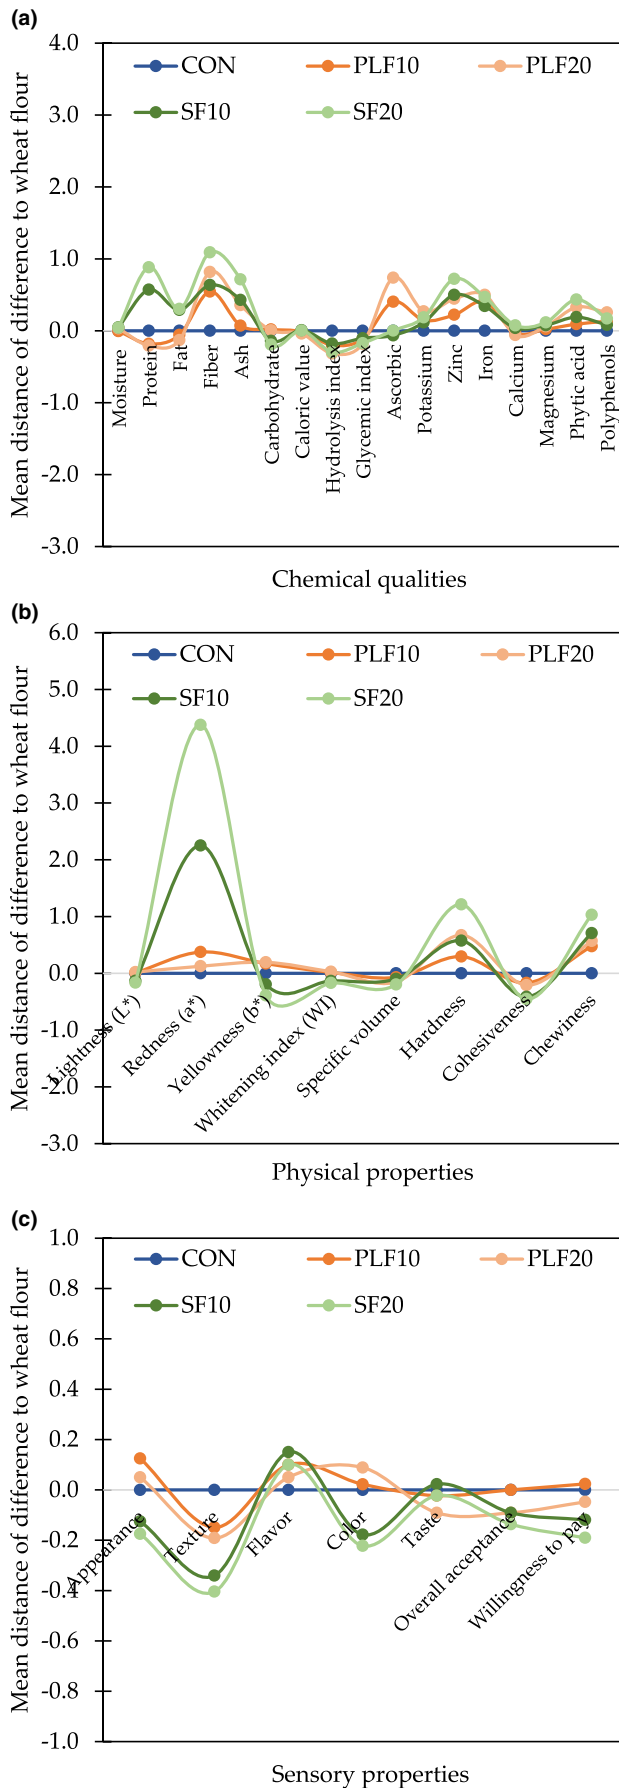 (a)
Mean distance of difference to wheat flour
4.0
3.0
2.0
1.0
0.0
-1.0
-2.0
-3.0
CON
PLF10
PLF20
SF10
SF20
Moisture
Protein
Fat
Fiber
Ash
Carbohydrate
Caloric value
Hydrolysis index
Glycemic index
Ascorbic
Potassium
Zinc
Iron
Calcium
Magnesium
Phytic acid
Polyphenols
Chemical qualities
(b)
Mean distance of difference to wheat flour
6.0
5.0
4.0
3.0
2.0
1.0
0.0
-1.0
-2.0
-3.0
CON
PLF10
PLF20
SF10
SF20
Lightness (L*)
Redness (a*)
Yellowness (b*)
Whitening index (WI)
Specific volume
Hardness
Cohesiveness
Chewiness
Physical properties
(c)
Mean distance of difference to wheat flour
1.0
0.8
0.6
0.4
0.2
0.0
-0.2
-0.4
-0.6
-0.8
-1.0
CON
PLF10
PLF20
SF10
SF20
Appearance
Texture
Flavor
Color
Taste
Overall acceptance
Willingness to pay
Sensory properties